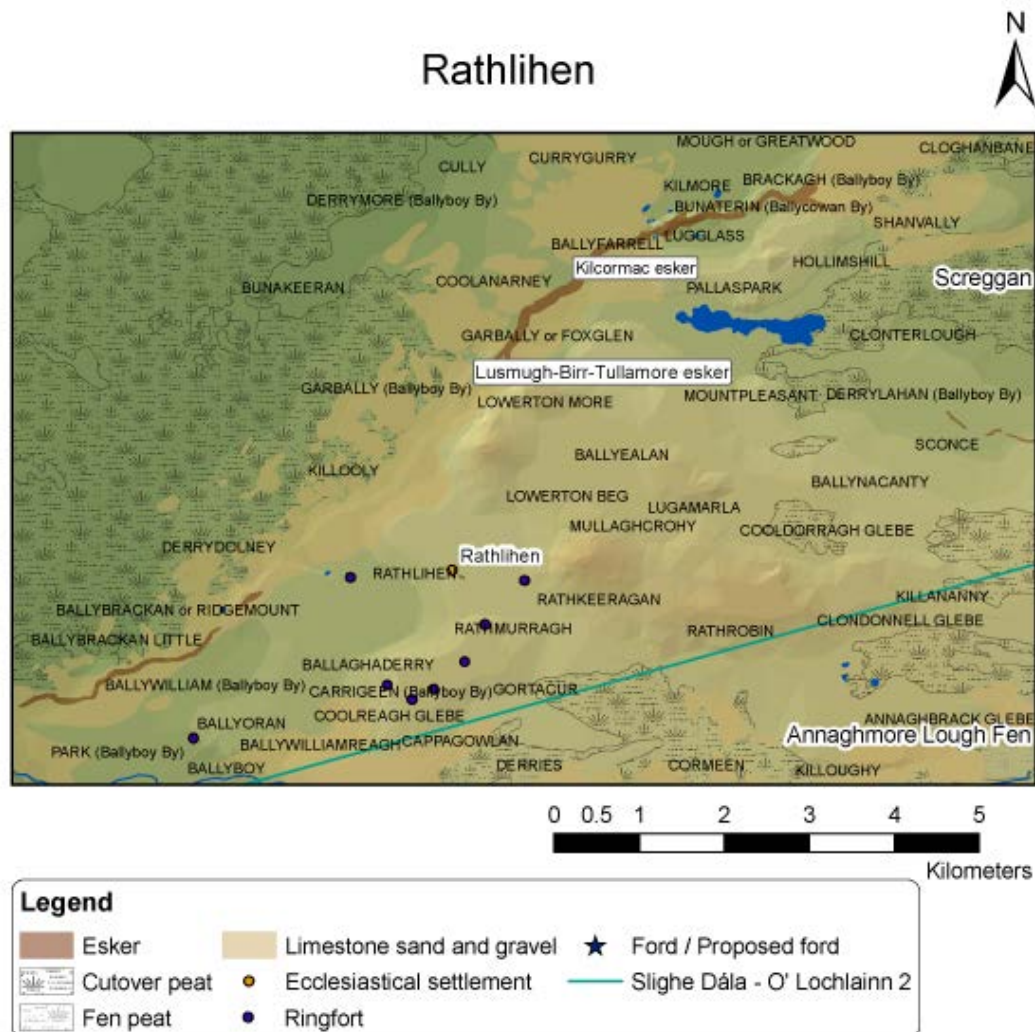 N
Rathlihen
MOUGH or GREATWOOD
CLOGHANBANE
CURRYGURRY
CULLY
BRACKAGH (Ballyboy By)
KILMORE
DERRYMORE (Ballyboy By)
BUNATERIN (Ballycowan By)
SHANVALLY
LUGGLASS
BALLYFARRELL
HOLLIMSHILL
Kilcormac esker
Screggan
COOLANARNEY
BUNAKEERAN
PALLASPARK
GARBALLY or FOXGLEN
CLONTERLOUGH
Lusmugh-Birr-Tullamore esker
GARBALLY (Ballyboy By)
MOUNTPLEASANT
DERRYLAHAN (Ballyboy By)
LOWERTON MORE
SCONCE
BALLYEALAN
KILLOOLY
BALLYNACANTY
LOWERTON BEG
LUGAMARLA
MULLAGHCROHY
COOLDORRAGH GLEBE
DERRYDOLNEY
Rathlihen
RATHLIHEN
RATHKEERAGAN
KILLANANNY
BALLYBRACKAN or RIDGEMOUNT
CLONDONNELL GLEBE
RATHMURRAGH
RATHROBIN
BALLYBRACKAN LITTLE
BALLAGHADERRY
BALLYWILLIAM (Ballyboy By)
CARRIGEEN (Ballyboy By)
GORTACUR
COOLREAGH GLEBE
ANNAGHBRACK GLEBE
BALLYORAN
Annaghmore Lough Fen
PARK (Ballyboy By)
BALLYWILLIAMREAGH
CAPPAGOWLAN
BALLYBOY
DERRIES
CORMEEN
KILLOUGHY
0 0.5 1 2 3 4 5
Kilometers
Legend
Esker
Limestone sand and gravel
Ford / Proposed ford
Cutover peat
Ecclesiastical settlement
Slighe Dála - O' Lochlainn 2
Fen peat
Ringfort